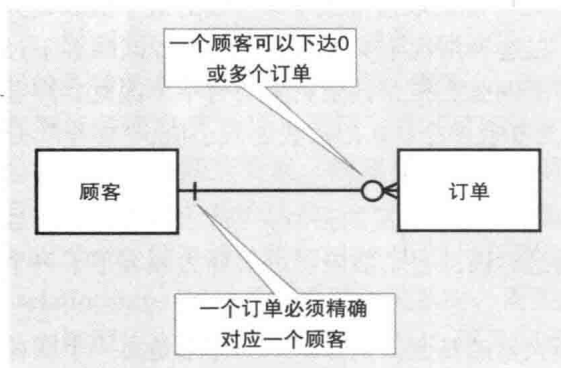 一个顾客可以下达0
或多个订单
顾客
订单
一个订单必须精确
对应一个顾客